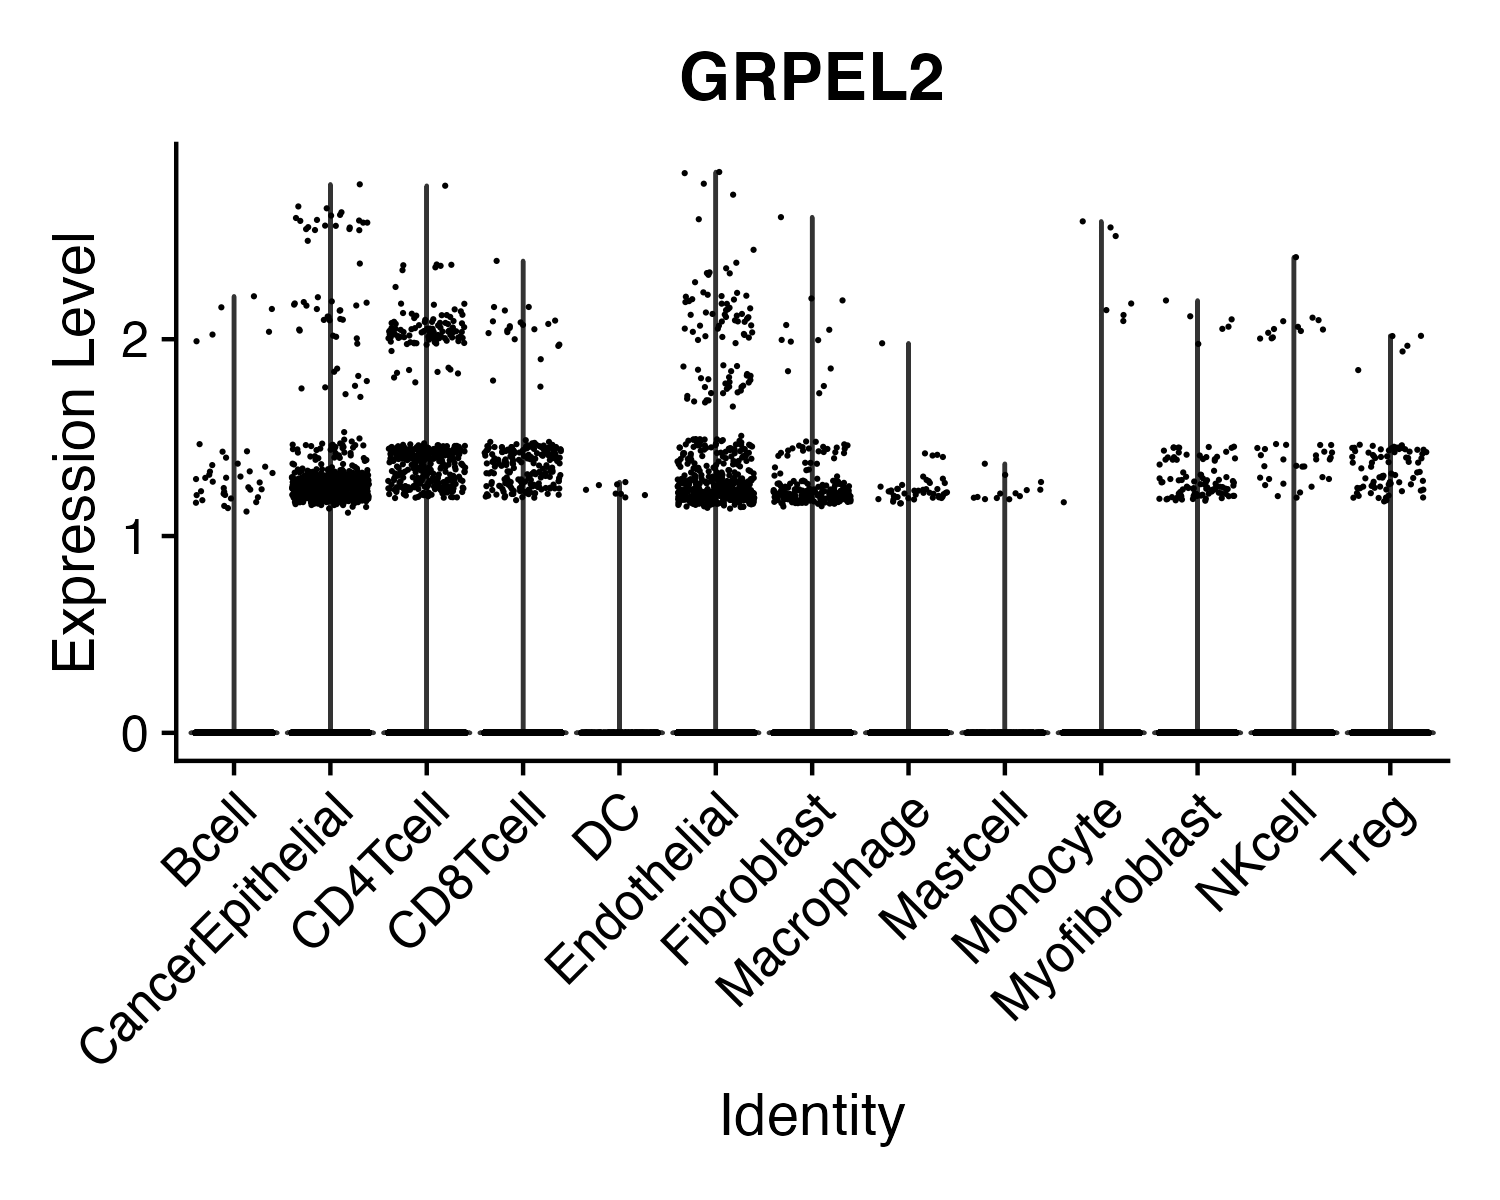 GRPEL2
Expression Level
2
1
0
Bcell
CancerEpithelial
CD4Tcell
CD8Tcell
DC
Endothelial
Fibroblast
Macrophage
Mastcell
Monocyte
Myofibroblast
NKcell
Treg
Identity